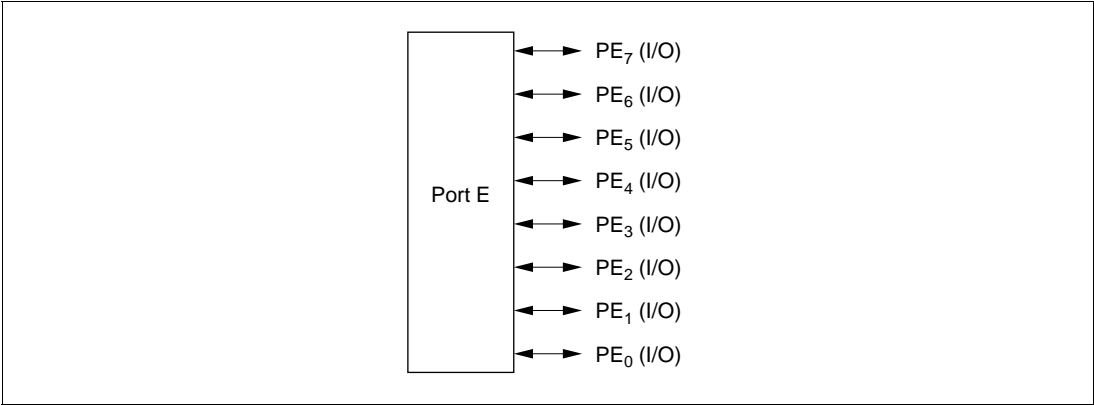 PE₇ (I/O)
PE₆ (I/O)
PE₅ (I/O)
PE₄ (I/O)
Port E
PE₃ (I/O)
PE₂ (I/O)
PE₁ (I/O)
PE₀ (I/O)